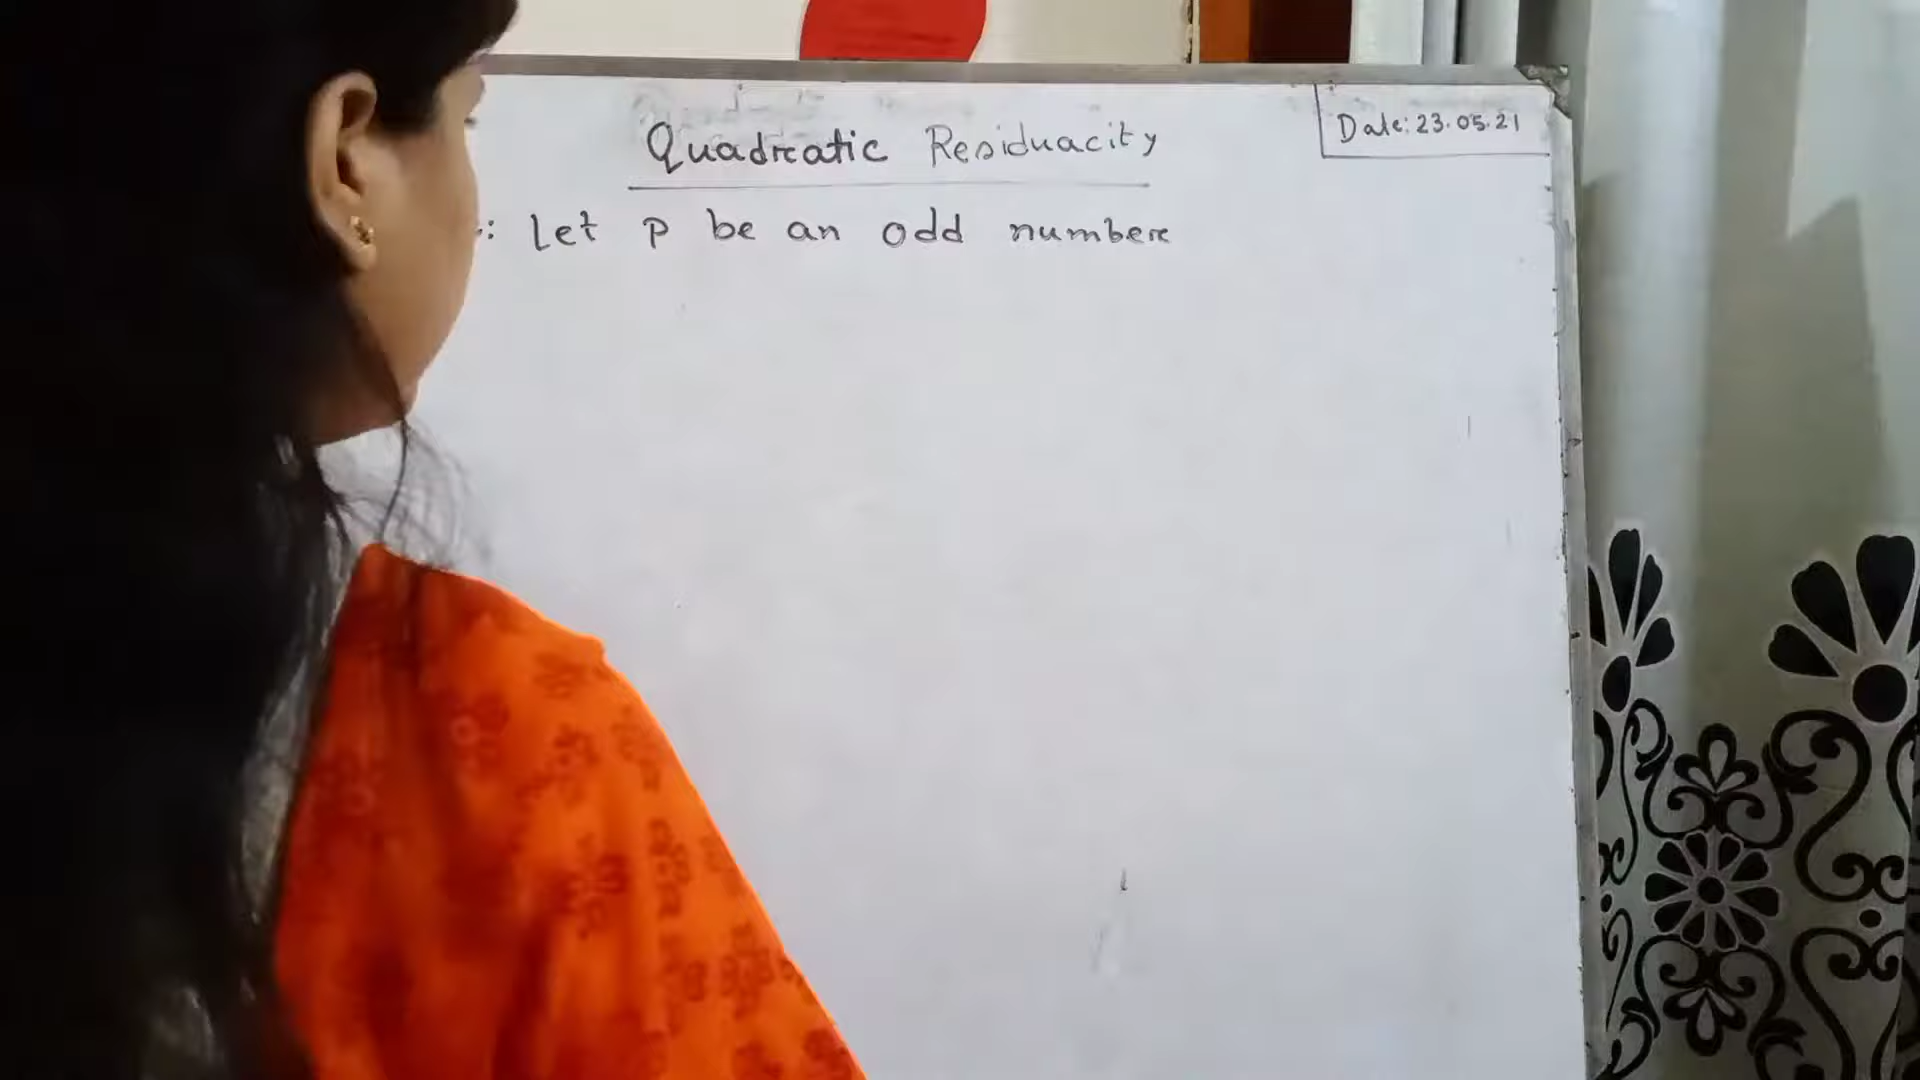 Quadratic Residuacity
Date: 23.05.21
: Let p be an odd number